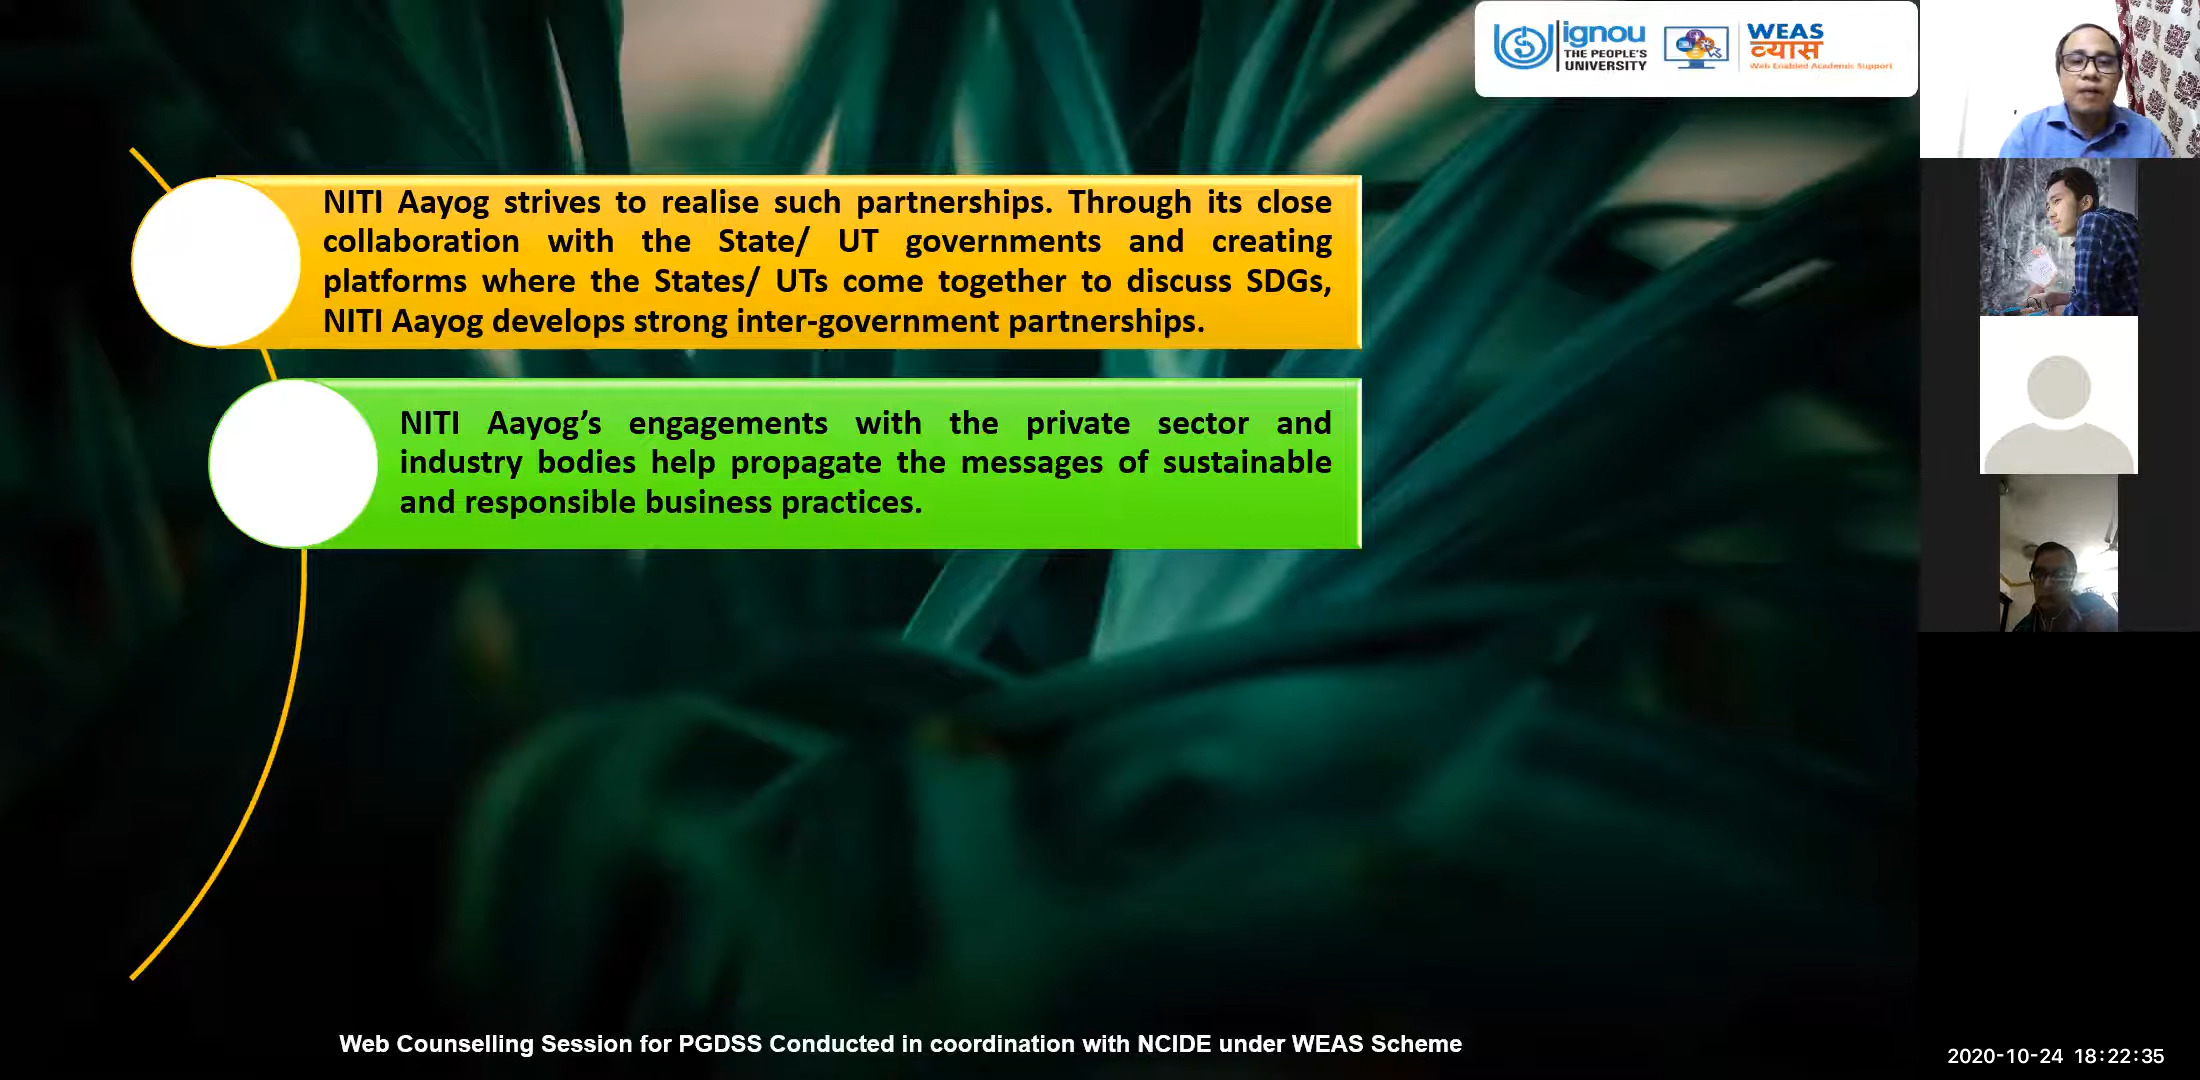 ignou
THE PEOPLE'S
UNIVERSITY
WEAS
व्यास
Web Enabled Academic Support
NITI Aayog strives to realise such partnerships. Through its close
collaboration with the State/ UT governments and creating
platforms where the States/ UTs come together to discuss SDGs,
NITI Aayog develops strong inter-government partnerships.
NITI Aayog’s engagements with the private sector and
industry bodies help propagate the messages of sustainable
and responsible business practices.
Web Counselling Session for PGDSS Conducted in coordination with NCIDE under WEAS Scheme
2020-10-24 18:22:35